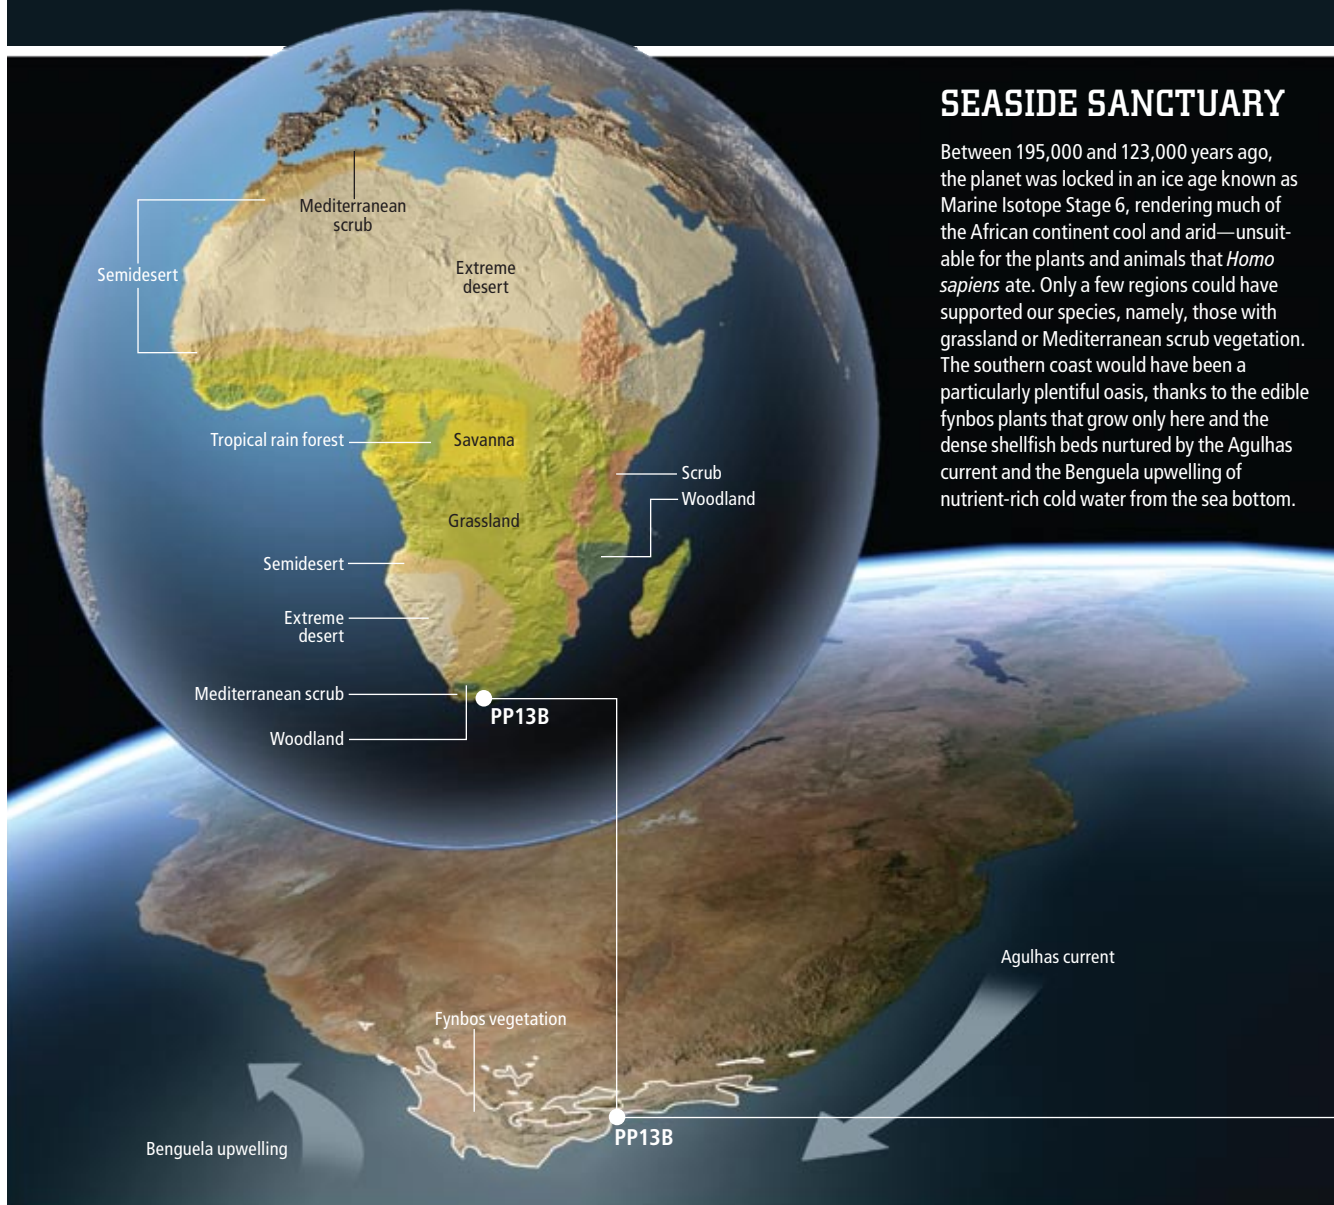 SEASIDE SANCTUARY
Between 195,000 and 123,000 years ago,
the planet was locked in an ice age known as
Marine Isotope Stage 6, rendering much of
the African continent cool and arid—unsuit-
able for the plants and animals that Homo
sapiens ate. Only a few regions could have
supported our species, namely, those with
grassland or Mediterranean scrub vegetation.
The southern coast would have been a
particularly plentiful oasis, thanks to the edible
fynbos plants that grow only here and the
dense shellfish beds nurtured by the Agulhas
current and the Benguela upwelling of
nutrient-rich cold water from the sea bottom.
Mediterranean
scrub
Semidesert
Extreme
desert
Tropical rain forest
Savanna
Scrub
Woodland
Grassland
Semidesert
Extreme
desert
Mediterranean scrub
PP13B
Woodland
Agulhas current
Fynbos vegetation
Benguela upwelling
PP13B